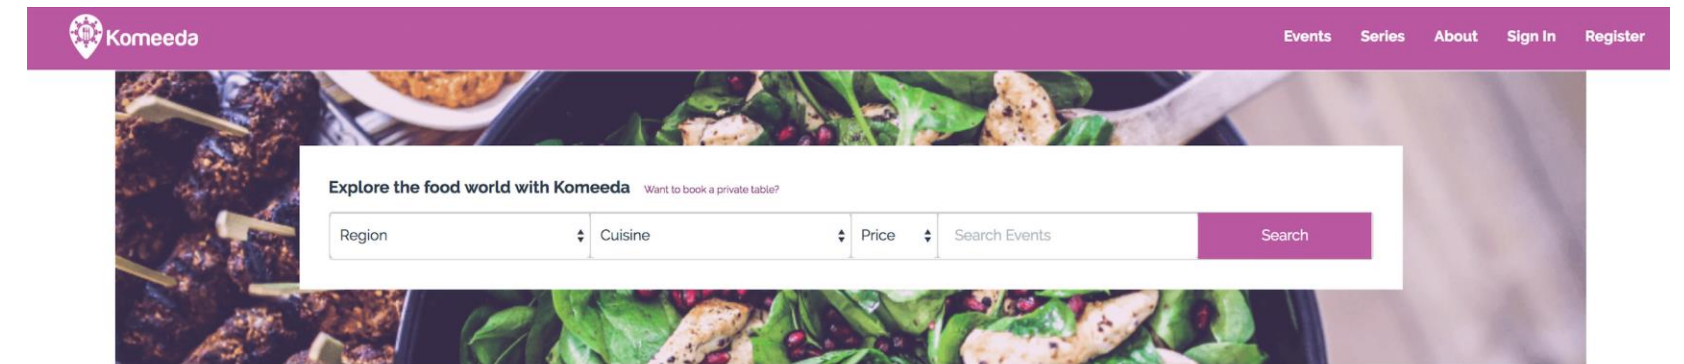 Komeeda
Events Series About Sign In Register
Explore the food world with Komeeda Want to book a private table?
Region Cuisine Price Search Events Search